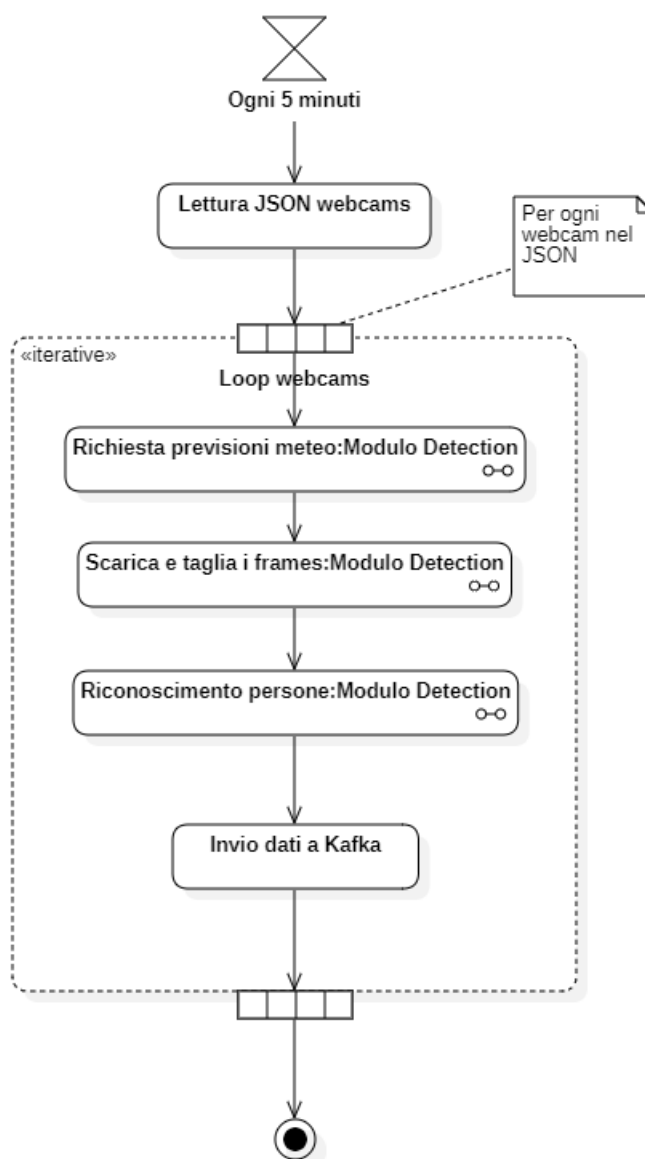 Ogni 5 minuti
Lettura JSON webcams
Per ogni
webcam nel
JSON
«iterative»
Loop webcams
Richiesta previsioni meteo:Modulo Detection
Scarica e taglia i frames:Modulo Detection
Riconoscimento persone:Modulo Detection
Invio dati a Kafka